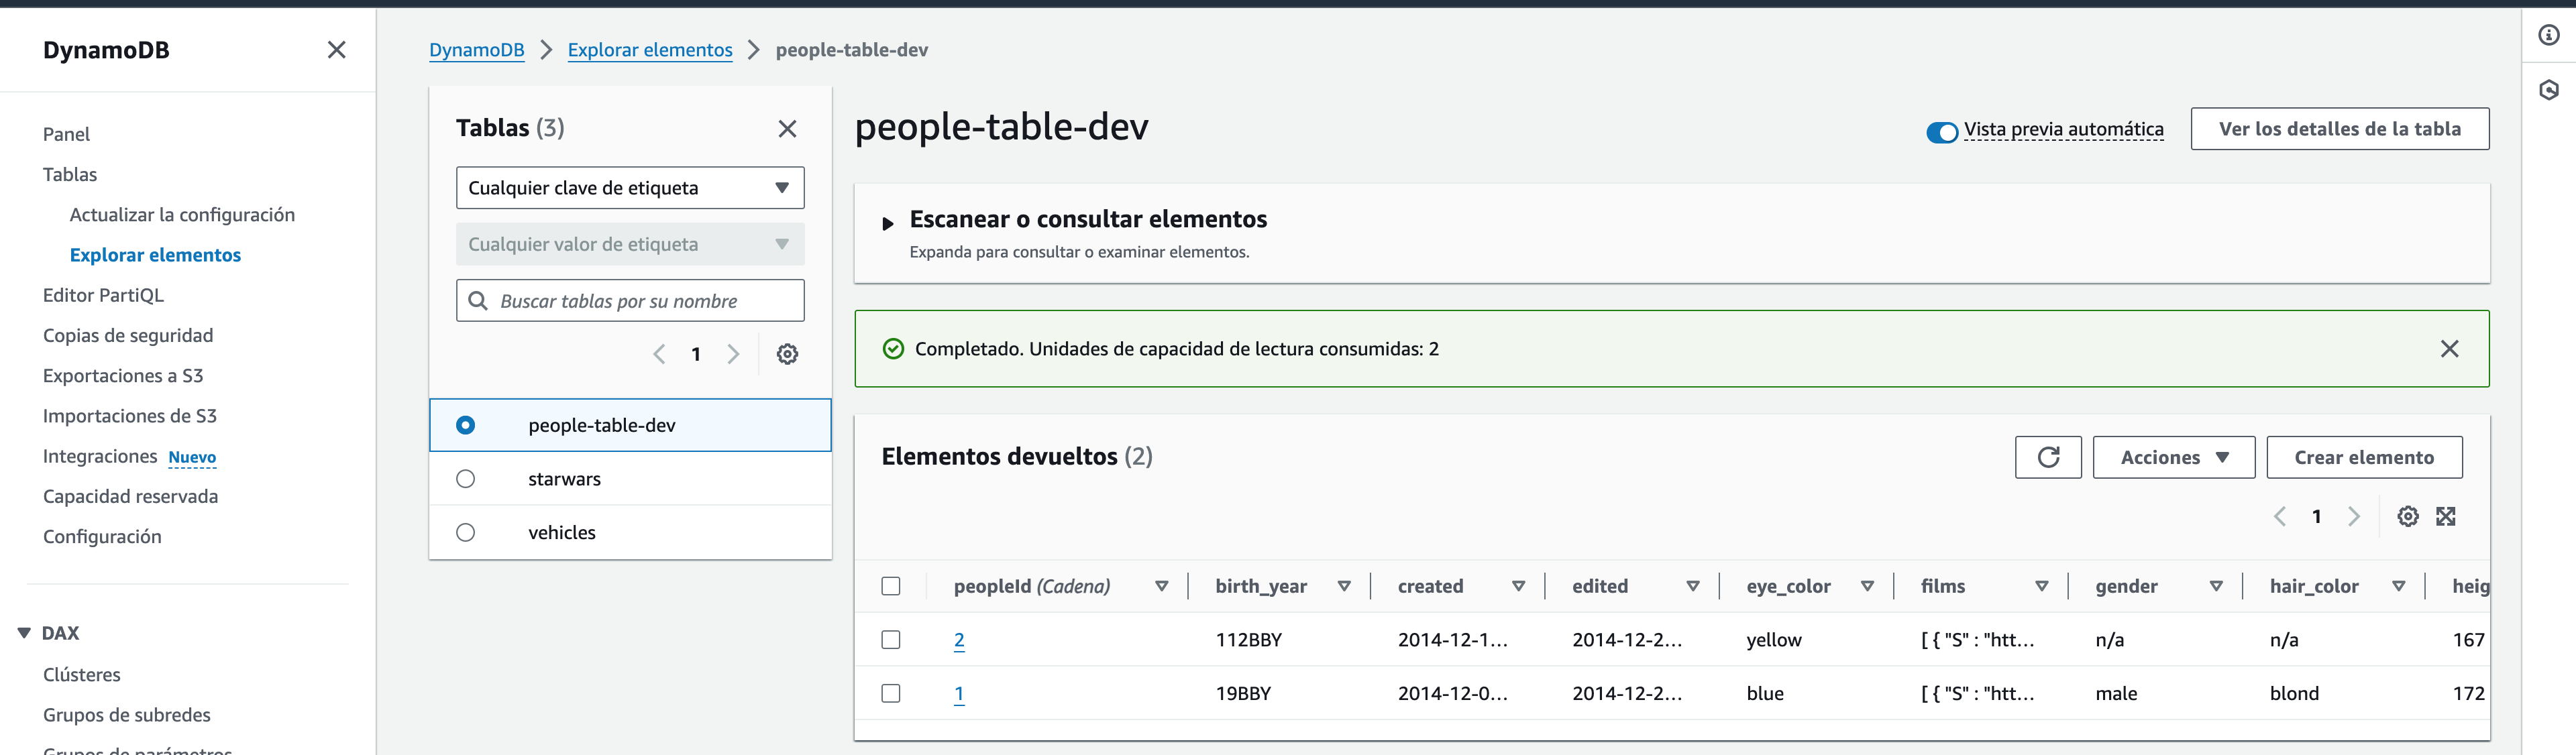 DynamoDB
Panel
Tablas
Actualizar la configuración
Explorar elementos
Editor PartiQL
Copias de seguridad
Exportaciones a S3
Importaciones de S3
Integraciones Nuevo
Capacidad reservada
Configuración
DAX
Clústeres
Grupos de subredes
Grupos de parámetros
DynamoDB > Explorar elementos > people-table-dev
Tablas (3)
Cualquier clave de etiqueta
Cualquier valor de etiqueta
Buscar tablas por su nombre
1
people-table-dev
starwars
vehicles
people-table-dev
Vista previa automática
Ver los detalles de la tabla
Escanear o consultar elementos
Expanda para consultar o examinar elementos.
Completado. Unidades de capacidad de lectura consumidas: 2
Elementos devueltos (2)
Acciones
Crear elemento
1
peopleId (Cadena) birth_year created edited eye_color films gender hair_color heig
2 112BBY 2014-12-1... 2014-12-2... yellow [ { "S" : "htt... n/a n/a 167
1 19BBY 2014-12-0... 2014-12-2... blue [ { "S" : "htt... male blond 172